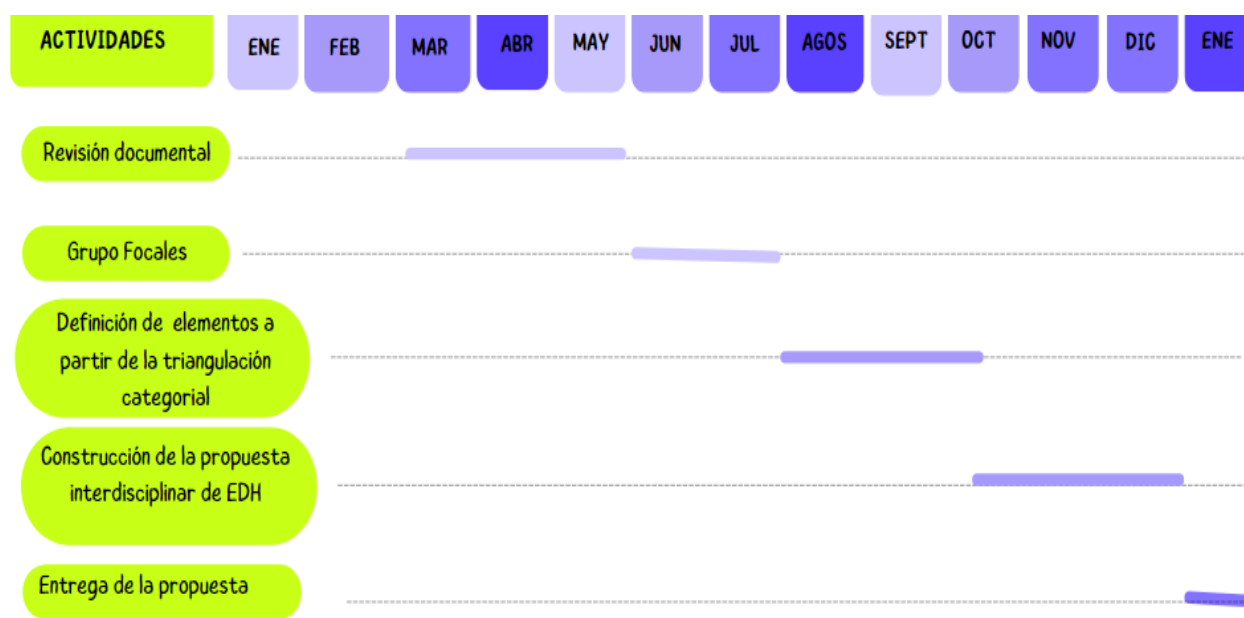 ACTIVIDADES ENE FEB MAR ABR MAY JUN JUL AGOS SEPT OCT NOV DIC ENE
Revisión documental
Grupo Focales
Definición de elementos a
partir de la triangulación
categorial
Construcción de la propuesta
interdisciplinar de EDH
Entrega de la propuesta